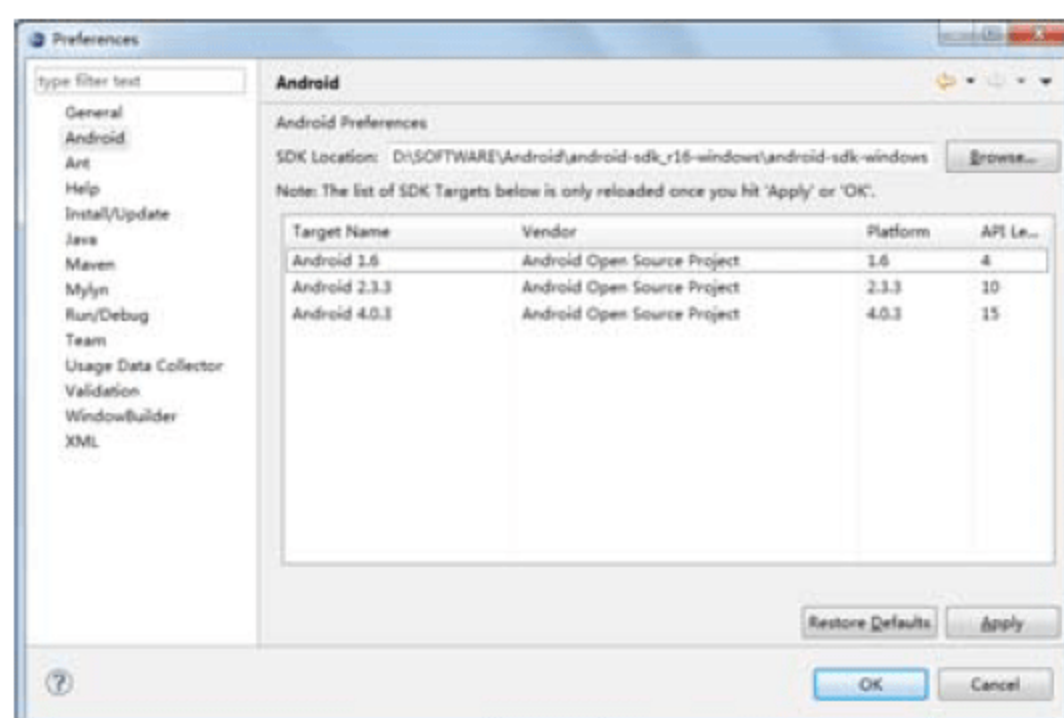 Preferences
type filter text
General
Android
Ant
Help
Install/Update
Java
Maven
Mylyn
Run/Debug
Team
Usage Data Collector
Validation
WindowBuilder
XML
Android
Android Preferences
SDK Location: D:\SOFTWARE\Android\android-sdk_r16-windows\android-sdk-windows Browse...
Note: The list of SDK Targets below is only reloaded once you hit 'Apply' or 'OK'.
Target Name Vendor Platform API Le...
Android 1.6 Android Open Source Project 1.6 4
Android 2.3.3 Android Open Source Project 2.3.3 10
Android 4.0.3 Android Open Source Project 4.0.3 15
Restore Defaults Apply
? OK Cancel